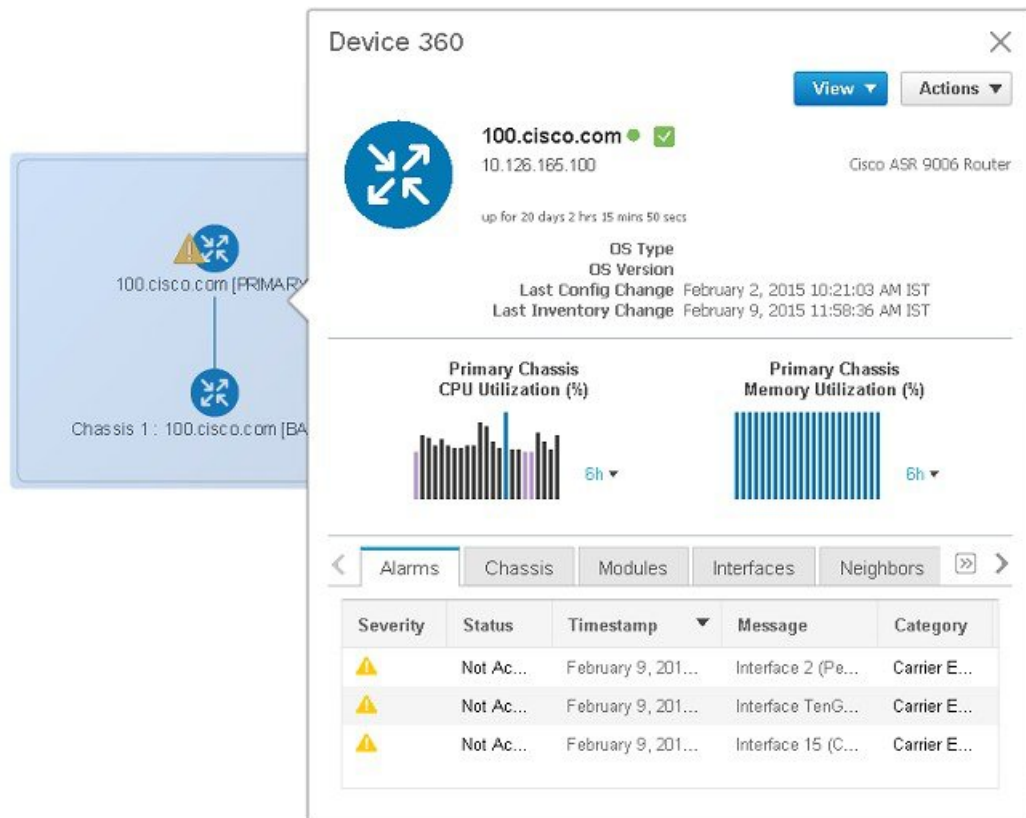 Device 360
View
Actions
100.cisco.com
10.126.165.100
Cisco ASR 9006 Router
up for 20 days 2 hrs 15 mins 50 secs
OS Type
OS Version
Last Config Change February 2, 2015 10:21:03 AM IST
Last Inventory Change February 9, 2015 11:58:36 AM IST
100.cisco.com [PRIMARY
Chassis 1 : 100.cisco.com [BA
Primary Chassis
CPU Utilization (%)
6h
Primary Chassis
Memory Utilization (%)
6h
Alarms Chassis Modules Interfaces Neighbors
Severity Status Timestamp Message Category
Not Ac... February 9, 201... Interface 2 (Pe... Carrier E...
Not Ac... February 9, 201... Interface TenG... Carrier E...
Not Ac... February 9, 201... Interface 15 (C... Carrier E...